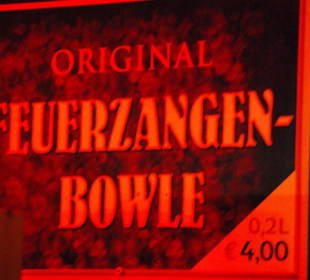 ORIGINAL
FEUERZANGEN-
BOWLE
0,2L
€4,00